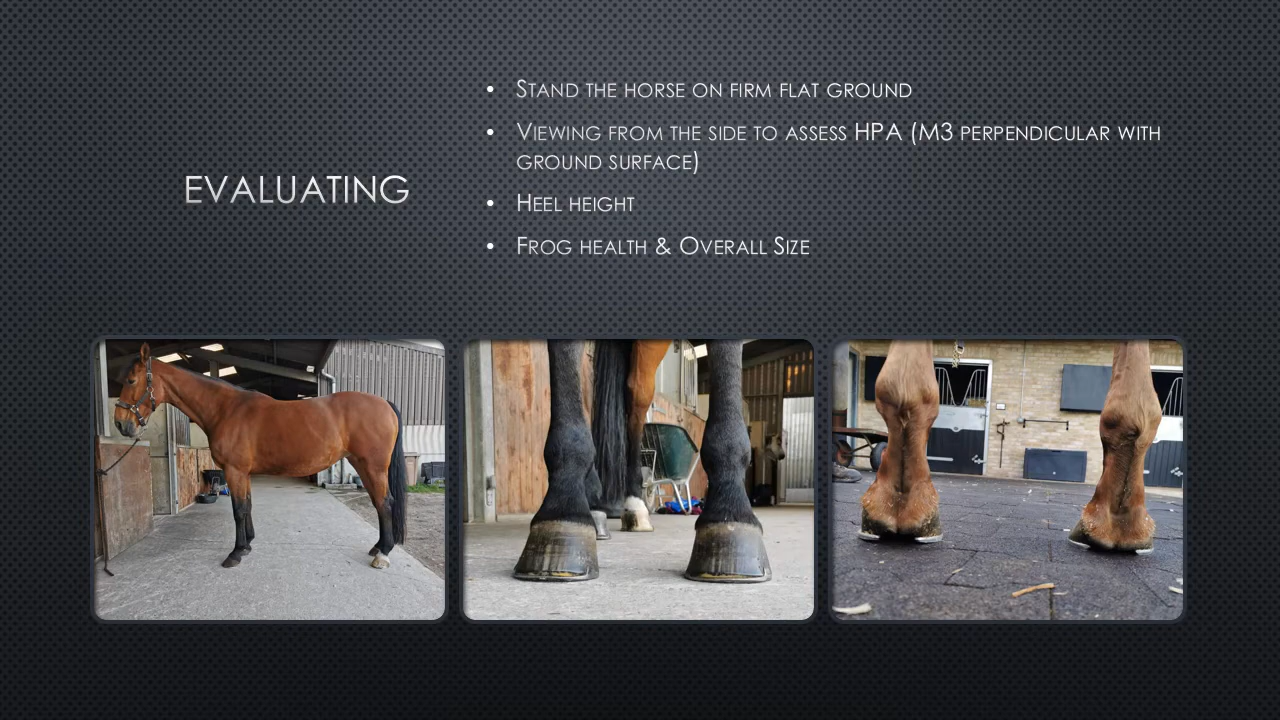 EVALUATING
• Stand the horse on firm flat ground
• Viewing from the side to assess HPA (M3 perpendicular with
ground surface)
• Heel height
• Frog health & Overall Size